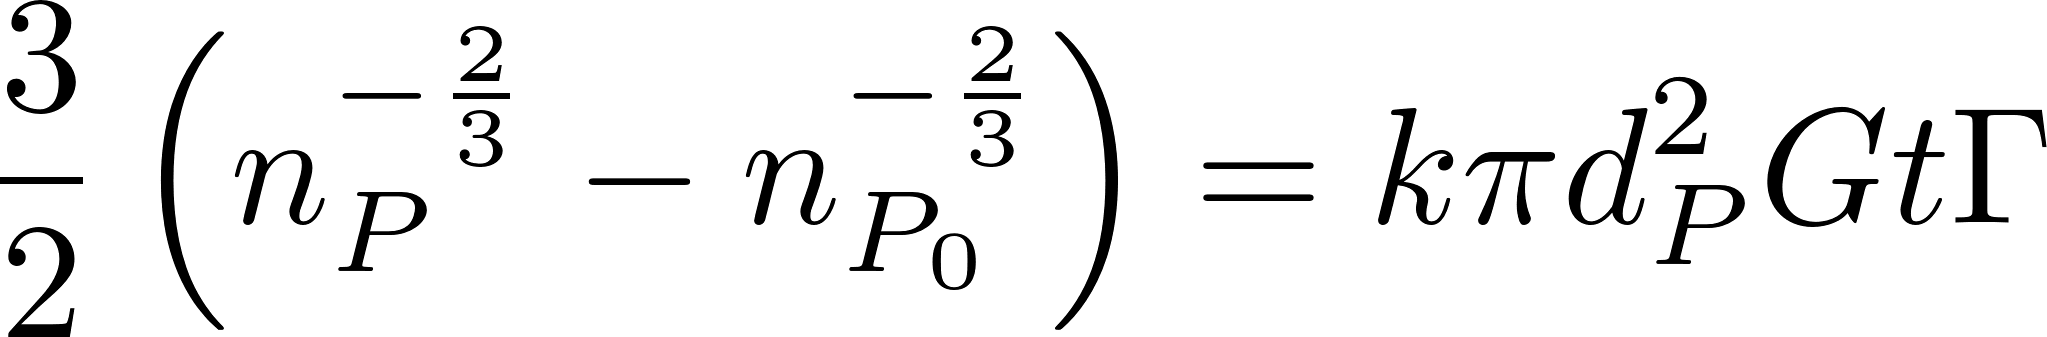 \frac{3}{2} \left( n_P^{-\frac{2}{3}} - n_{P_0}^{-\frac{2}{3}} \right) = k \pi d_P^2 G t \Gamma